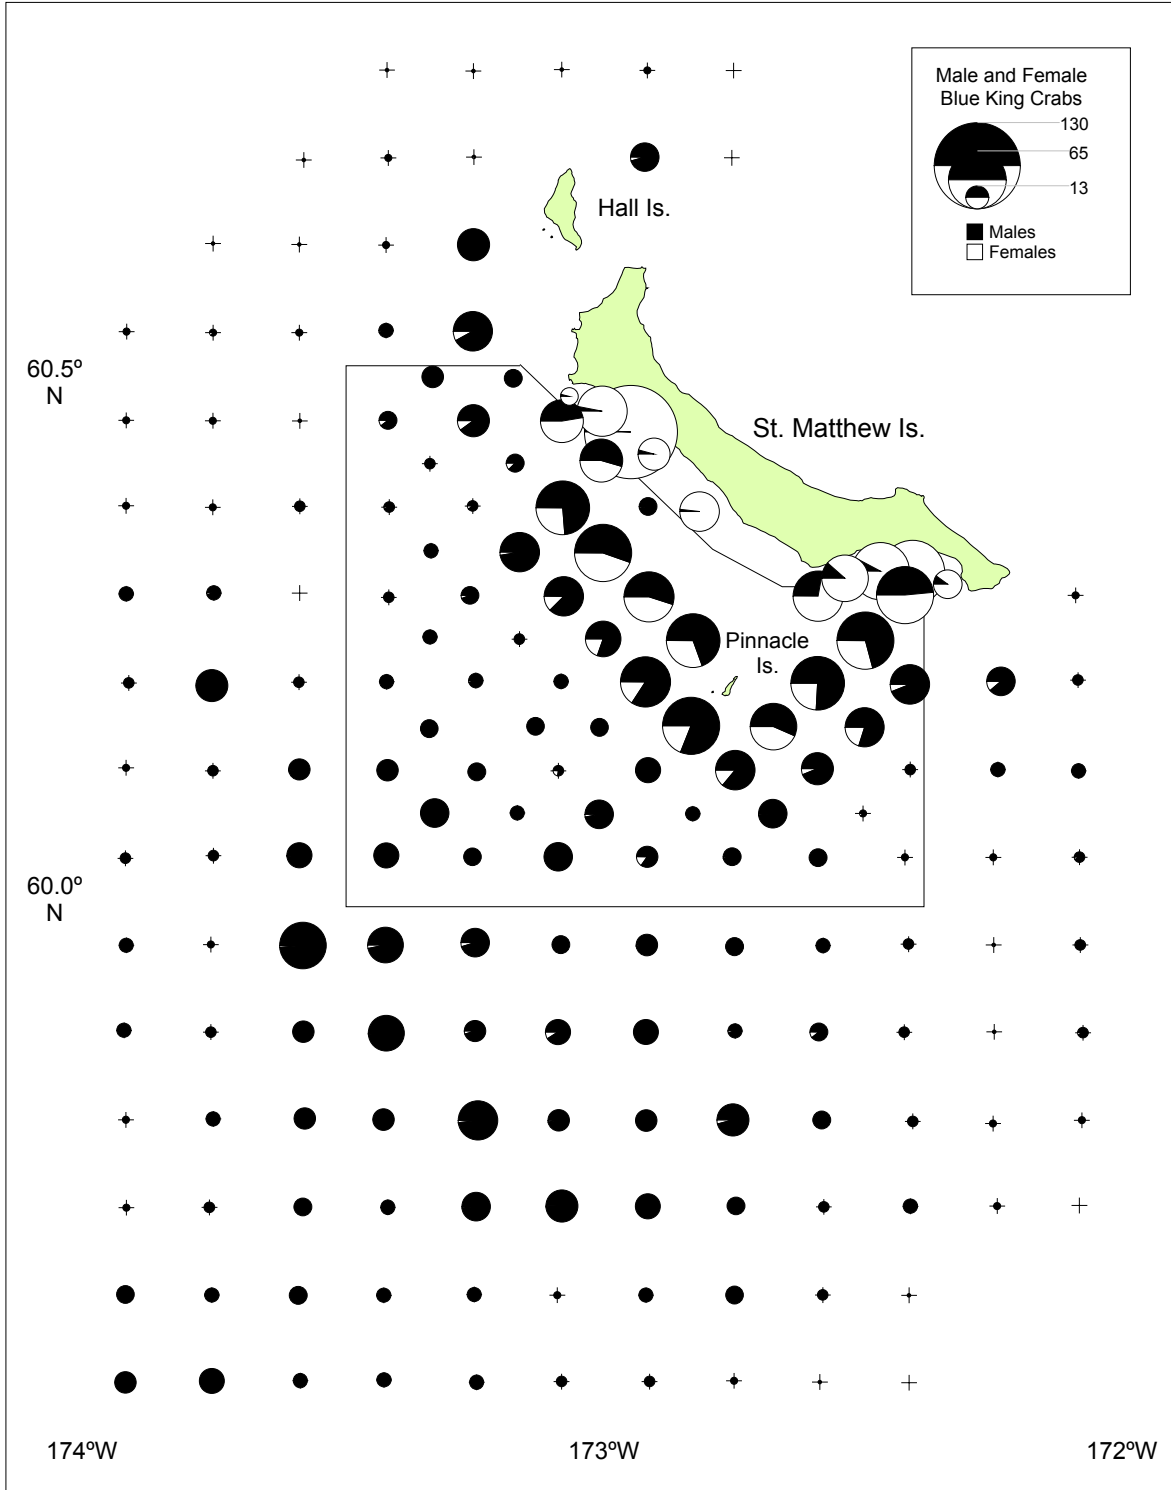 Male and Female
Blue King Crabs
130
65
13
Males
Females
Hall Is.
60.5º
N
St. Matthew Is.
Pinnacle
Is.
60.0º
N
174ºW
173ºW
172ºW